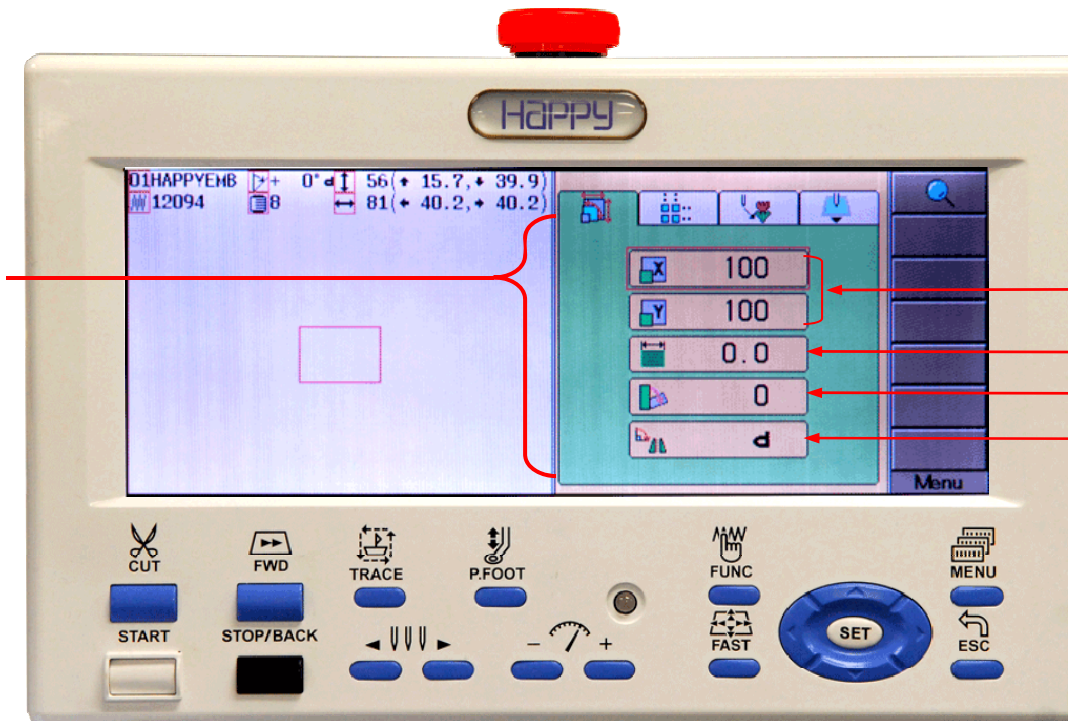 Happy
01HAPPYEMB + 0° d 56(↑ 15.7,↓ 39.9)
12094 8 81(← 40.2,→ 40.2)
X 100
Y 100
0.0
0
d
Menu
CUT
FWD
TRACE
P.FOOT
FUNC
MENU
START
STOP/BACK
- +
FAST
SET
ESC